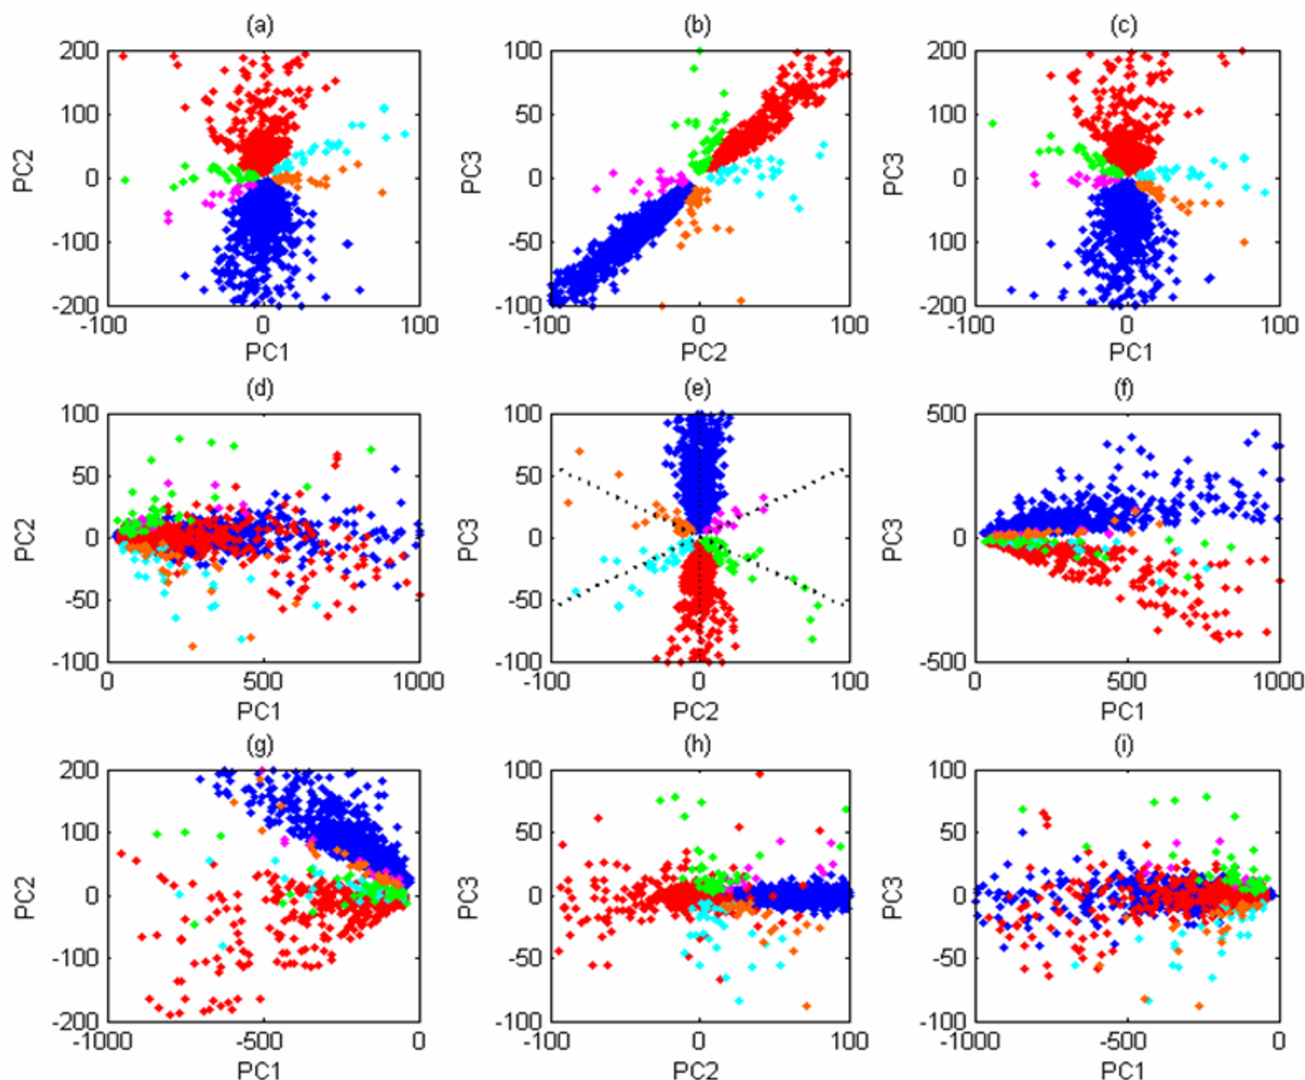 (a) (b) (c)
200 100 200
100 50 100
PC2 0 PC3 0 PC3 0
-100 -50 -100
-200 -100 -200
-100 0 100 -100 0 100 -100 0 100
PC1 PC2 PC1
(d) (e) (f)
100 100 500
50 50
PC2 0 PC3 0 PC3 0
-50 -50
-100 -100 -500
0 500 1000 -100 0 100 0 500 1000
PC1 PC2 PC1
(g) (h) (i)
200 100 100
100 50 50
PC2 0 PC3 0 PC3 0
-100 -50 -50
-200 -100 -100
-1000 -500 0 -100 0 100 -1000 -500 0
PC1 PC2 PC1